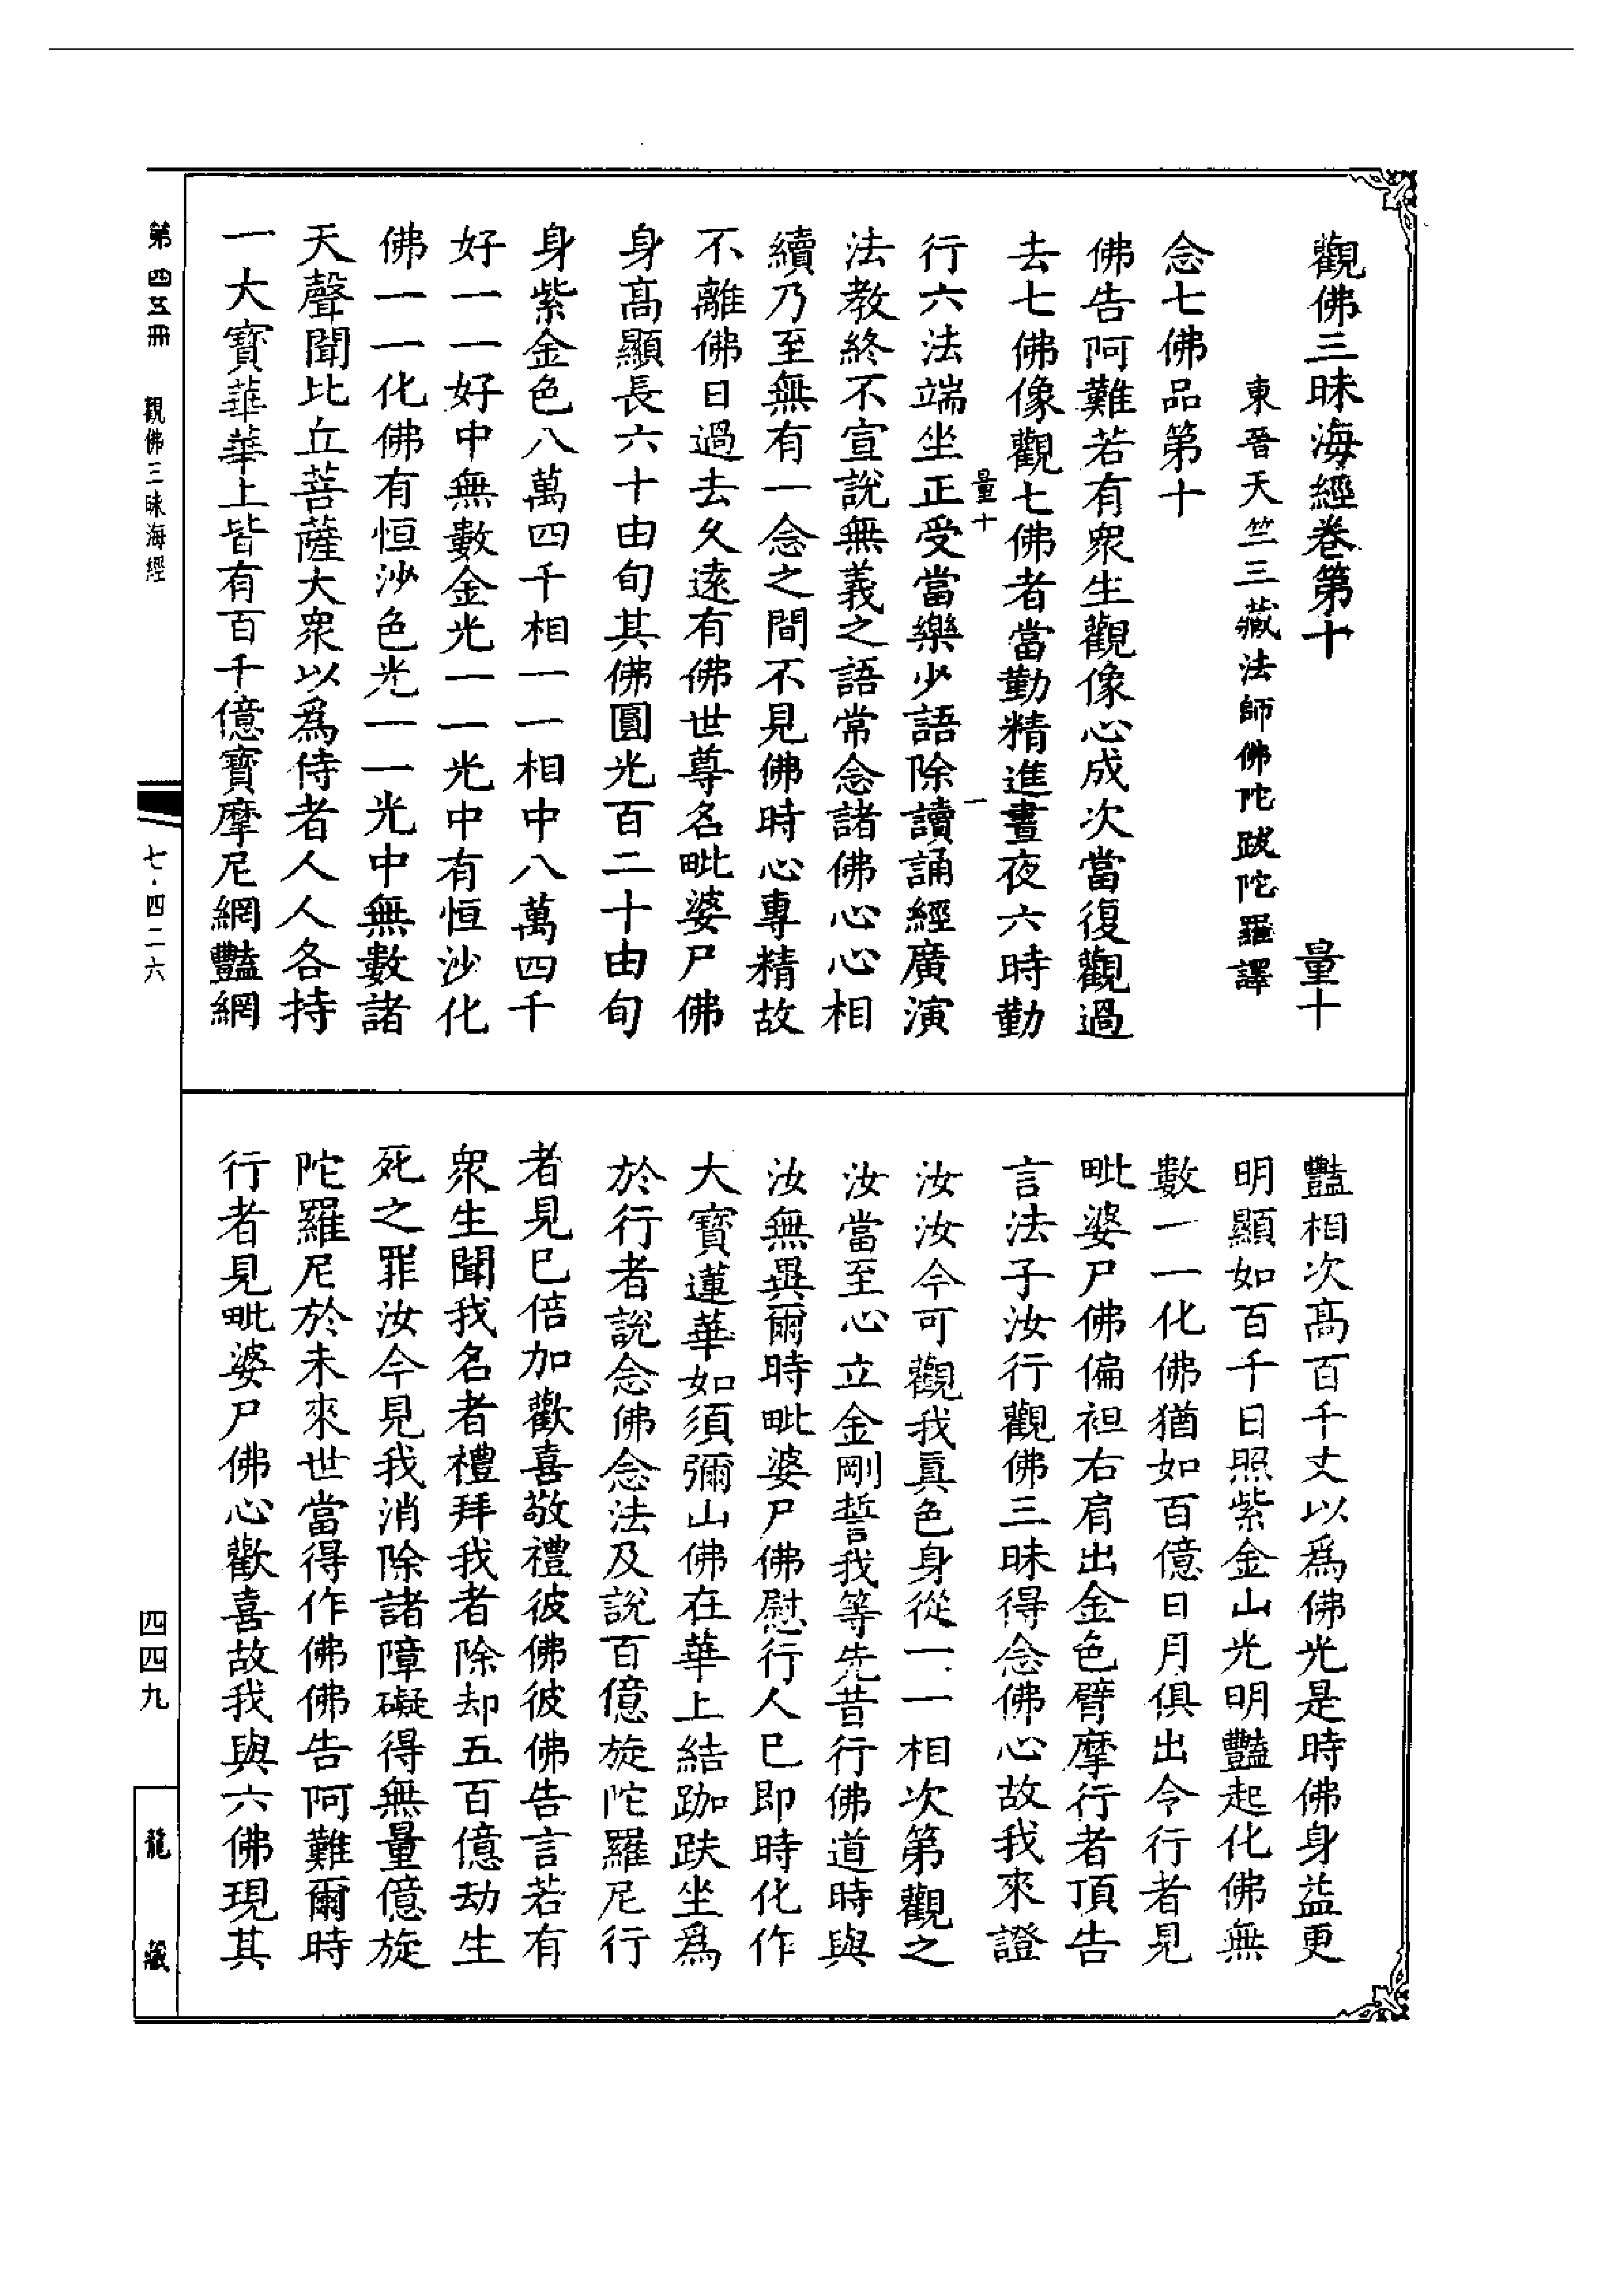 觀佛三昧海經卷第十 量十
東晉天竺三藏法師佛陀跋陀羅譯
念七佛品第十
佛告阿難若有衆生觀像心成次當復觀過
去七佛像觀七佛者當勤精進晝夜六時勤
量十 一
行六法端坐正受當樂少語除讀誦經廣演
法教終不宣說無義之語常念諸佛心心相
續乃至無有一念之間不見佛時心專精故
不離佛日過去久遠有佛世尊名毗婆尸佛
身高顯長六十由旬其佛圓光百二十由旬
身紫金色八萬四千相一一相中八萬四千
好一一好中無數金光一一光中有恒沙化
佛一一化佛有恒沙色光一一光中無數諸
天聲聞比丘菩薩大衆以爲侍者人人各持
一大寶華華上皆有百千億寶摩尼網豔網
豔相次高百千丈以爲佛光是時佛身益更
明顯如百千日照紫金山光明豔起化佛無
數一一化佛猶如百億日月俱出令行者見
毗婆尸佛偏袒右肩出金色臂摩行者頂告
言法子汝行觀佛三昧得念佛心故我來證
汝汝今可觀我真色身從一一相次第觀之
汝當至心立金剛誓我等先昔行佛道時與
汝無異爾時毗婆尸佛慰行人已即時化作
大寶蓮華如須彌山佛在華上結跏趺坐爲
於行者說念佛念法及說百億旋陀羅尼行
者見已倍加歡喜敬禮彼佛彼佛告言若有
衆生聞我名者禮拜我者除却五百億劫生
死之罪汝今見我消除諸障礙得無量億旋
陀羅尼於未來世當得作佛佛告阿難爾時
行者見毗婆尸佛心歡喜故我與六佛現其
第四五冊 觀佛三昧海經
七·四二六
四四九
龍藏